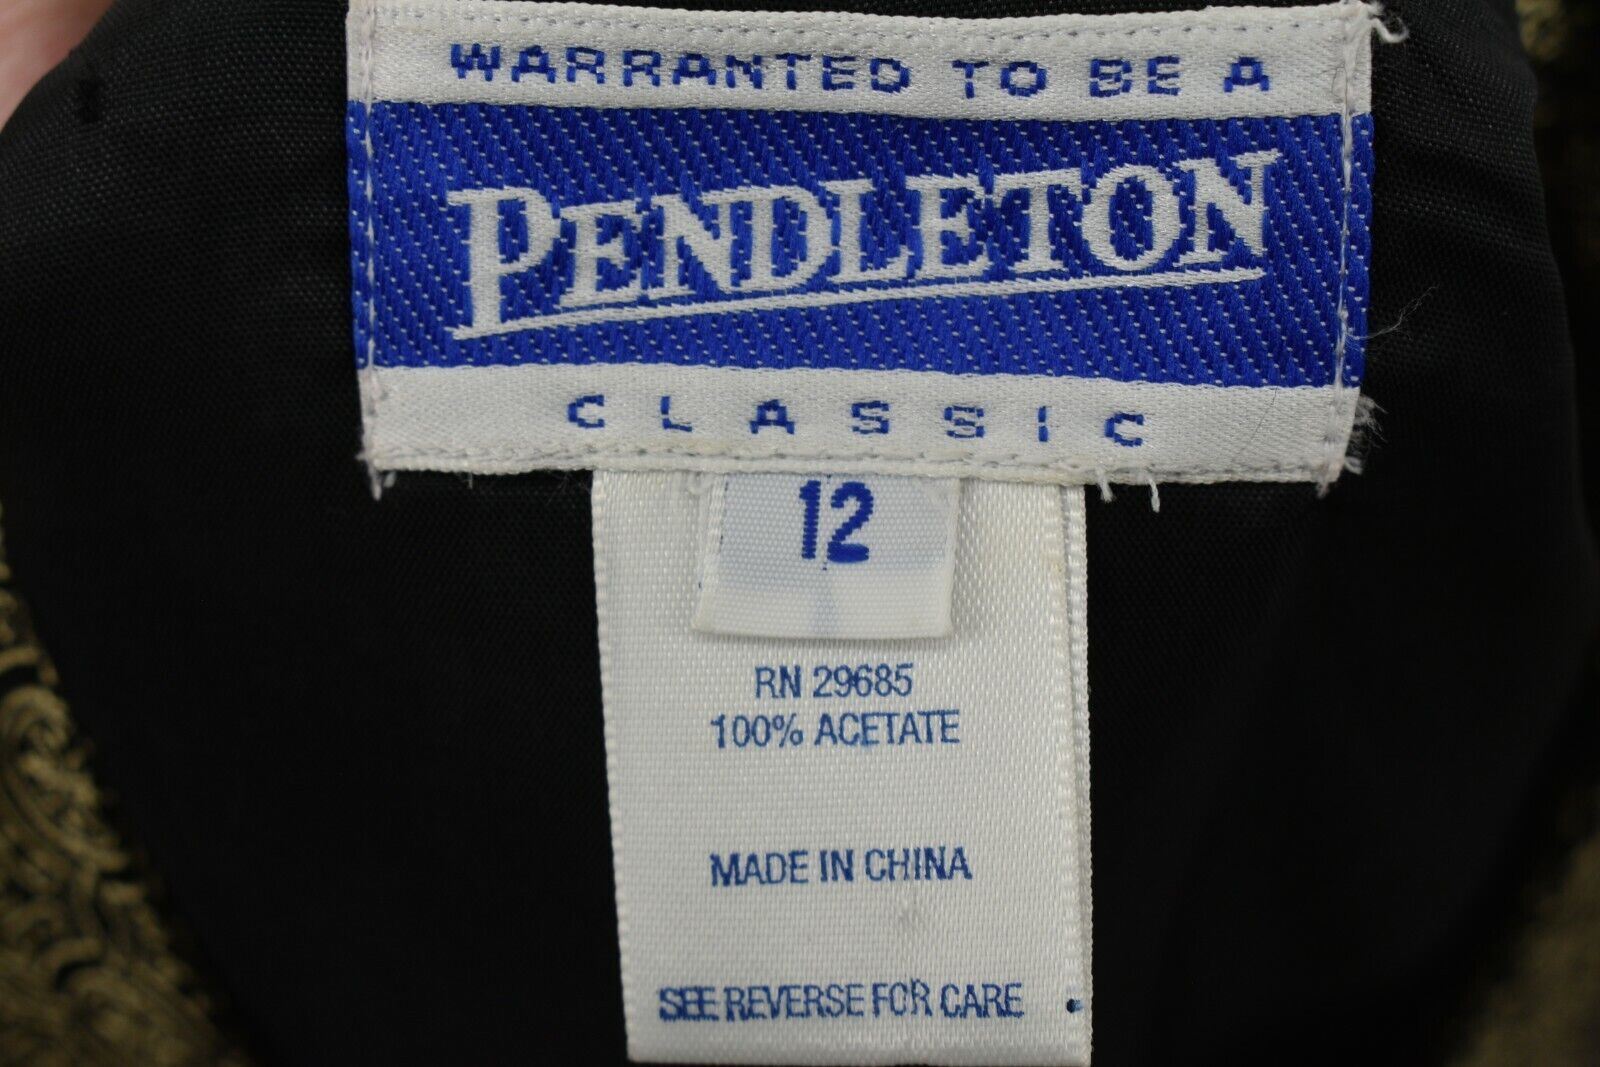 WARRANTED TO BE A
PENDLETON
CLASSIC
12
RN 29685
100% ACETATE
MADE IN CHINA
SEE REVERSE FOR CARE